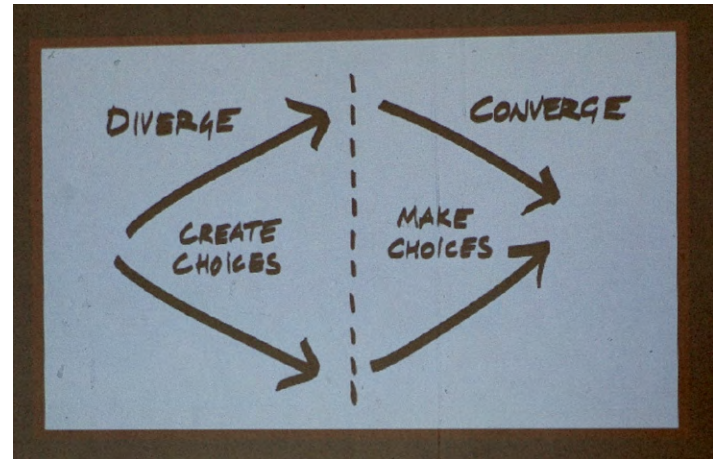 DIVERGE
CREATE
CHOICES
CONVERGE
MAKE
CHOICES